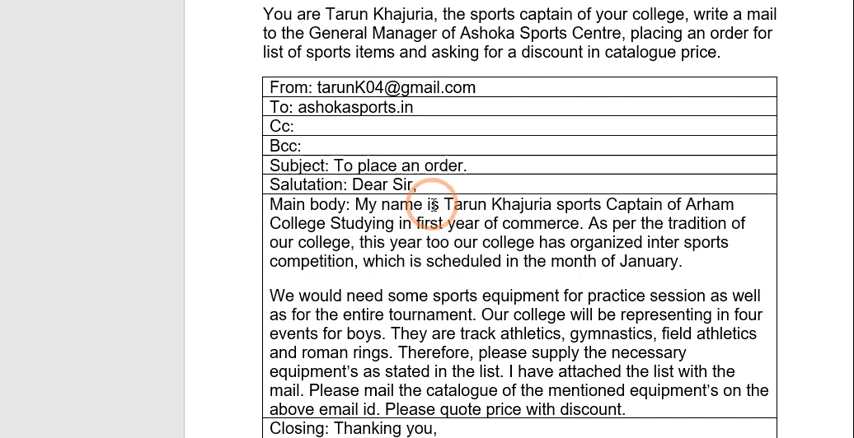 You are Tarun Khajuria, the sports captain of your college, write a mail
to the General Manager of Ashoka Sports Centre, placing an order for
list of sports items and asking for a discount in catalogue price.
From: tarunK04@gmail.com
To: ashokasports.in
Cc:
Bcc:
Subject: To place an order.
Salutation: Dear Sir,
Main body: My name is Tarun Khajuria sports Captain of Arham
College Studying in first year of commerce. As per the tradition of
our college, this year too our college has organized inter sports
competition, which is scheduled in the month of January.
We would need some sports equipment for practice session as well
as for the entire tournament. Our college will be representing in four
events for boys. They are track athletics, gymnastics, field athletics
and roman rings. Therefore, please supply the necessary
equipment’s as stated in the list. I have attached the list with the
mail. Please mail the catalogue of the mentioned equipment’s on the
above email id. Please quote price with discount.
Closing: Thanking you,